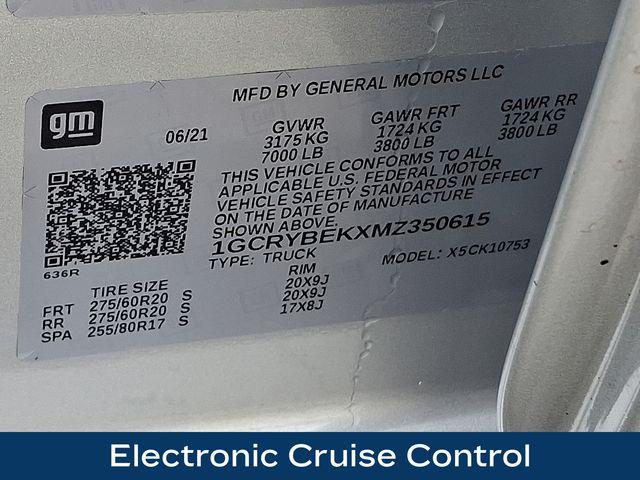 MFD BY GENERAL MOTORS LLC
gm
06/21
GVWR
3175 KG
7000 LB
GAWR FRT
1724 KG
3800 LB
GAWR RR
1724 KG
3800 LB
THIS VEHICLE CONFORMS TO ALL
APPLICABLE U.S. FEDERAL MOTOR
VEHICLE SAFETY STANDARDS IN EFFECT
ON THE DATE OF MANUFACTURE
SHOWN ABOVE.
1GCRYBEKXMZ350615
TYPE: TRUCK
MODEL: X5CK10753
636R
TIRE SIZE
RIM
FRT 275/60R20 S 20X9J
RR 275/60R20 S 20X9J
SPA 255/80R17 S 17X8J
Electronic Cruise Control